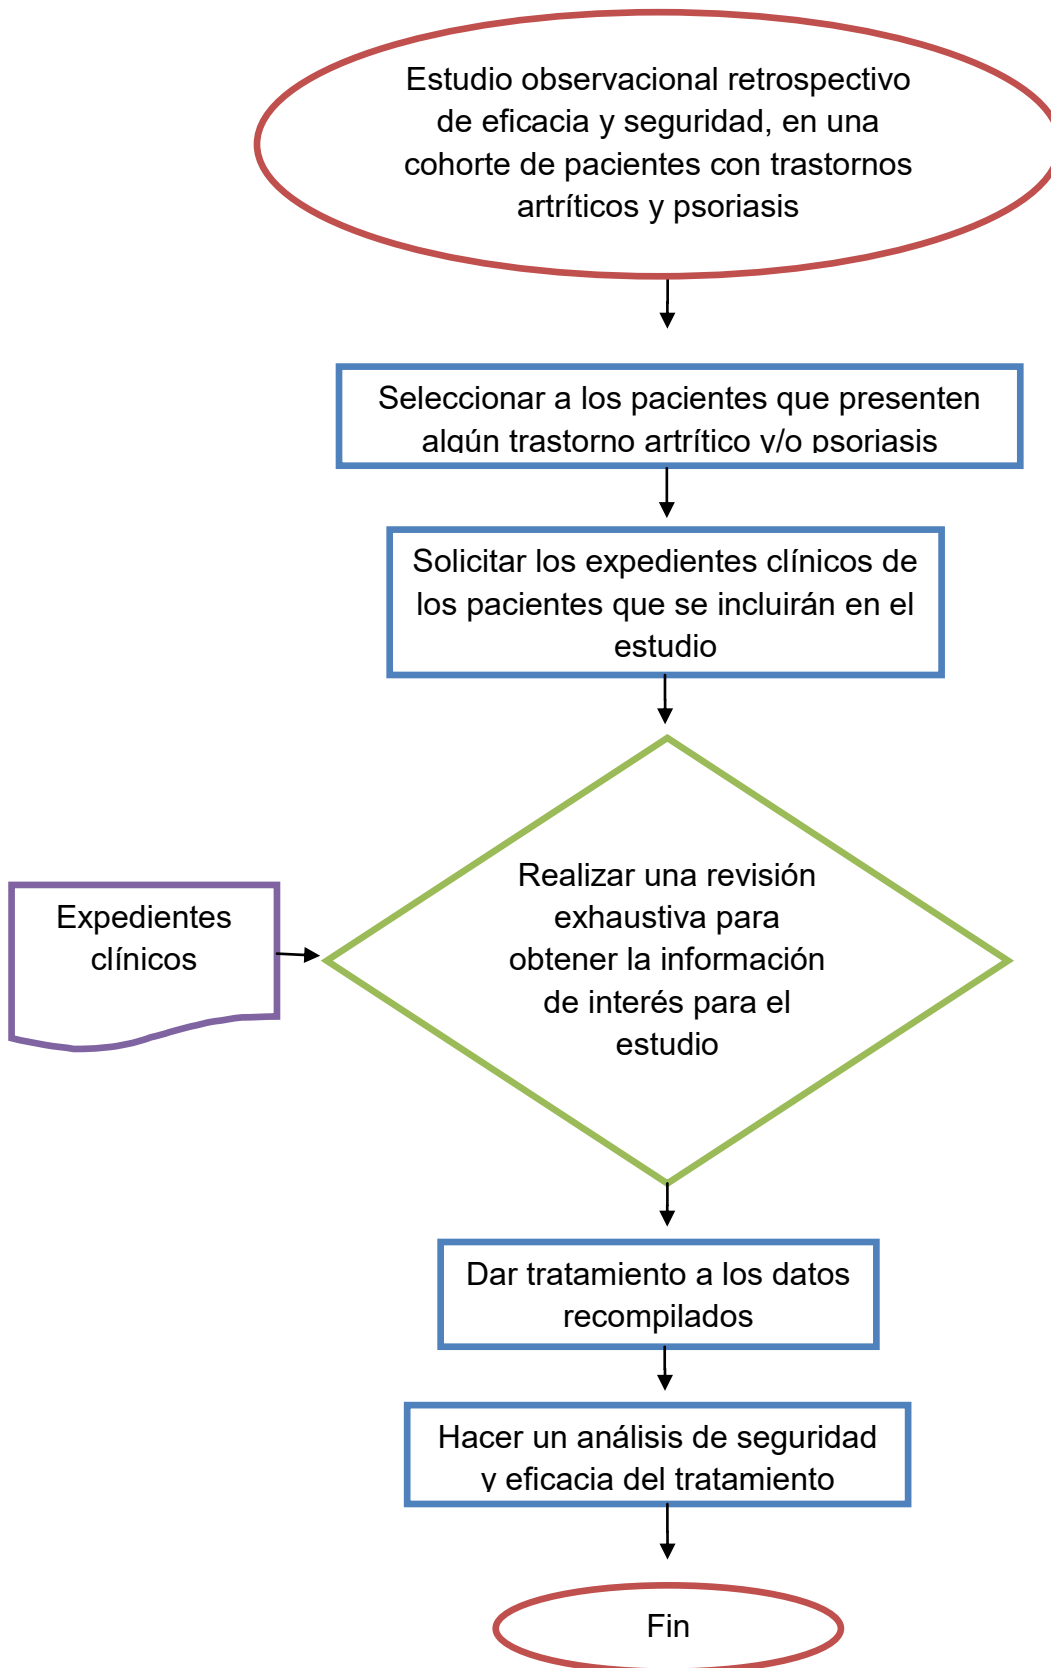 Estudio observacional retrospectivo
de eficacia y seguridad, en una
cohorte de pacientes con trastornos
artríticos y psoriasis
Seleccionar a los pacientes que presenten
algún trastorno artrítico y/o psoriasis
Solicitar los expedientes clínicos de
los pacientes que se incluirán en el
estudio
Expedientes
clínicos
Realizar una revisión
exhaustiva para
obtener la información
de interés para el
estudio
Dar tratamiento a los datos
recompilados
Hacer un análisis de seguridad
y eficacia del tratamiento
Fin